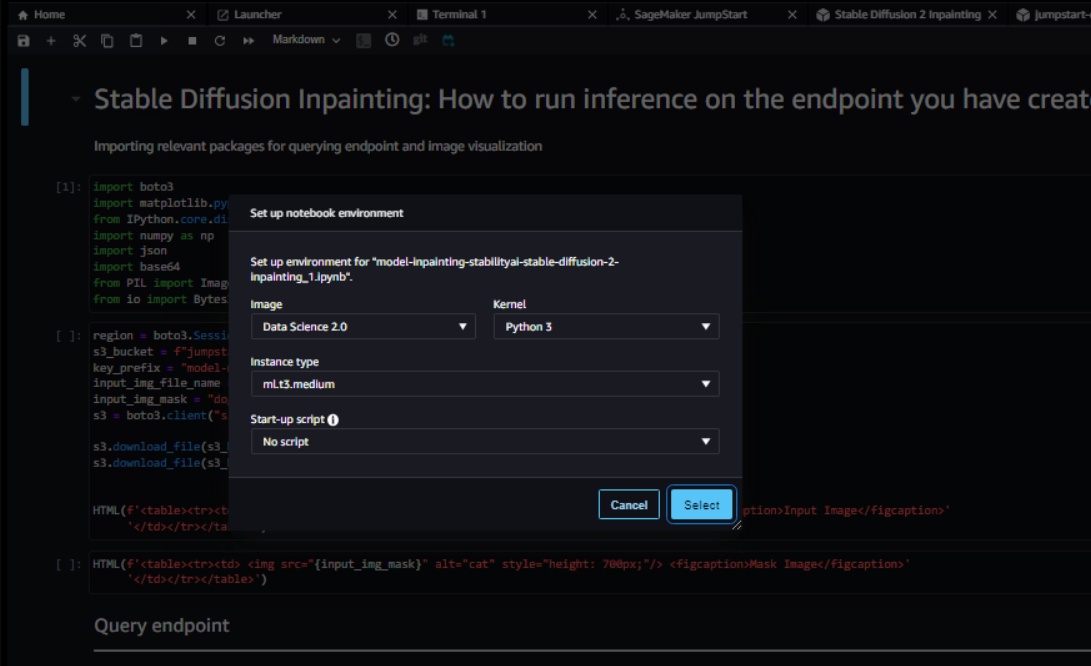 Home
Launcher
Terminal 1
SageMaker JumpStart
Stable Diffusion 2 Inpainting
jumpstart-
Markdown
git
Stable Diffusion Inpainting: How to run inference on the endpoint you have creat
Importing relevant packages for querying endpoint and image visualization
[1]: import boto3
import matplotlib.py
from IPython.core.di
import numpy as np
import json
import base64
from PIL import Imag
from io import Bytes
Set up notebook environment
Set up environment for "model-inpainting-stabilityai-stable-diffusion-2-
inpainting_1.ipynb".
Image
Kernel
Data Science 2.0
Python 3
Instance type
ml.t3.medium
Start-up script
No script
Cancel
Select
[ ]: region = boto3.Sessi
s3_bucket = f"jumpst
key_prefix = "model-
input_img_file_name
input_img_mask = "do
s3 = boto3.client("s
s3.download_file(s3_
s3.download_file(s3_
HTML(f'<table><tr><t
ption>Input Image</figcaption>'
'</td></tr></ta
[ ]: HTML(f'<table><tr><td> <img src="{input_img_mask}" alt="cat" style="height: 700px;"/> <figcaption>Mask Image</figcaption>'
'</td></tr></table>')
Query endpoint